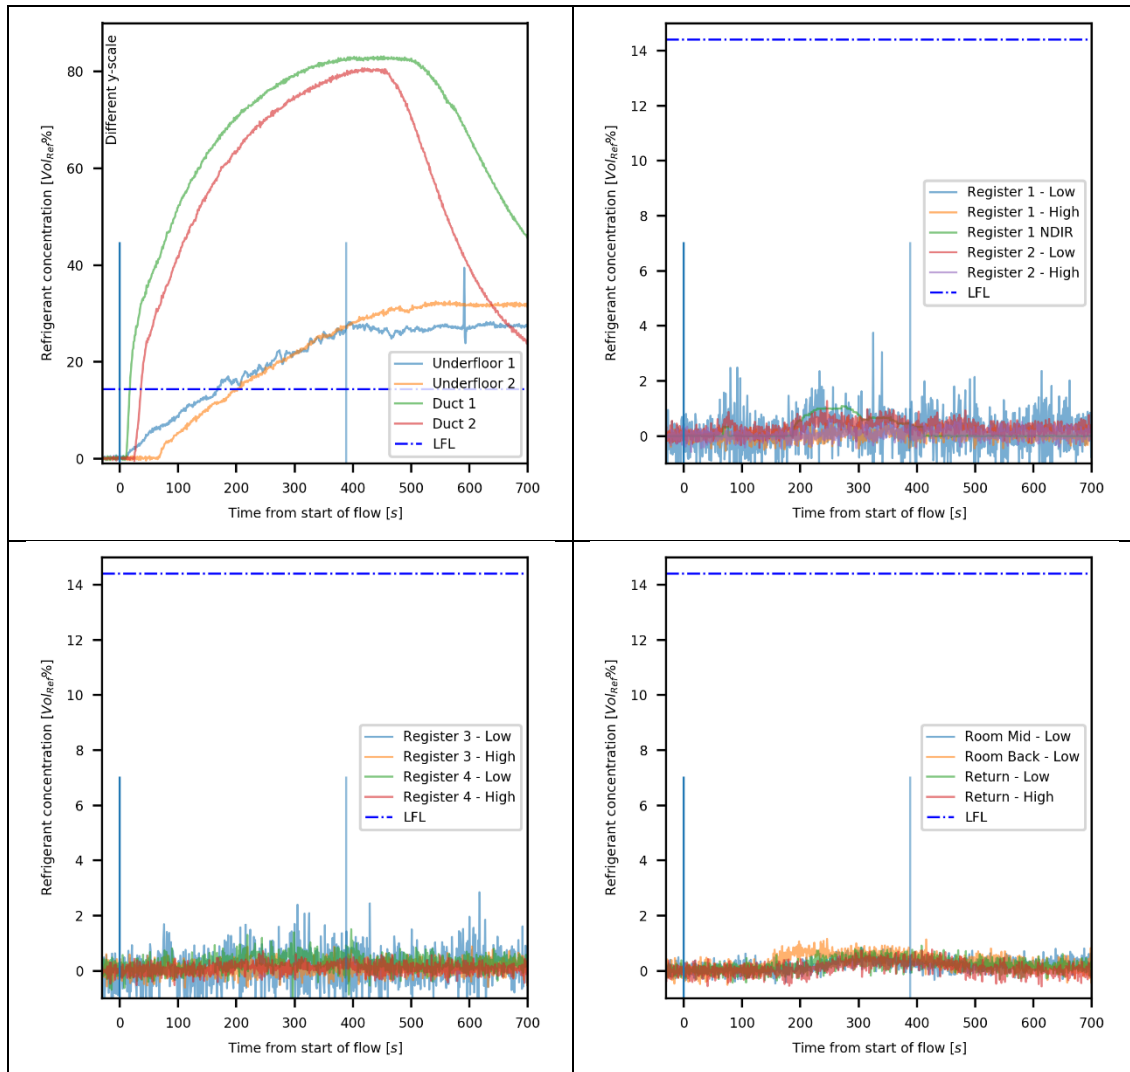 Different y-scale
Refrigerant concentration [Vol_Ref%]
80
60
40
20
0
Underfloor 1
Underfloor 2
Duct 1
Duct 2
LFL
0 100 200 300 400 500 600 700
Time from start of flow [s]
Refrigerant concentration [Vol_Ref%]
14
12
10
8
6
4
2
0
Register 1 - Low
Register 1 - High
Register 1 NDIR
Register 2 - Low
Register 2 - High
LFL
0 100 200 300 400 500 600 700
Time from start of flow [s]
Refrigerant concentration [Vol_Ref%]
14
12
10
8
6
4
2
0
Register 3 - Low
Register 3 - High
Register 4 - Low
Register 4 - High
LFL
0 100 200 300 400 500 600 700
Time from start of flow [s]
Refrigerant concentration [Vol_Ref%]
14
12
10
8
6
4
2
0
Room Mid - Low
Room Back - Low
Return - Low
Return - High
LFL
0 100 200 300 400 500 600 700
Time from start of flow [s]